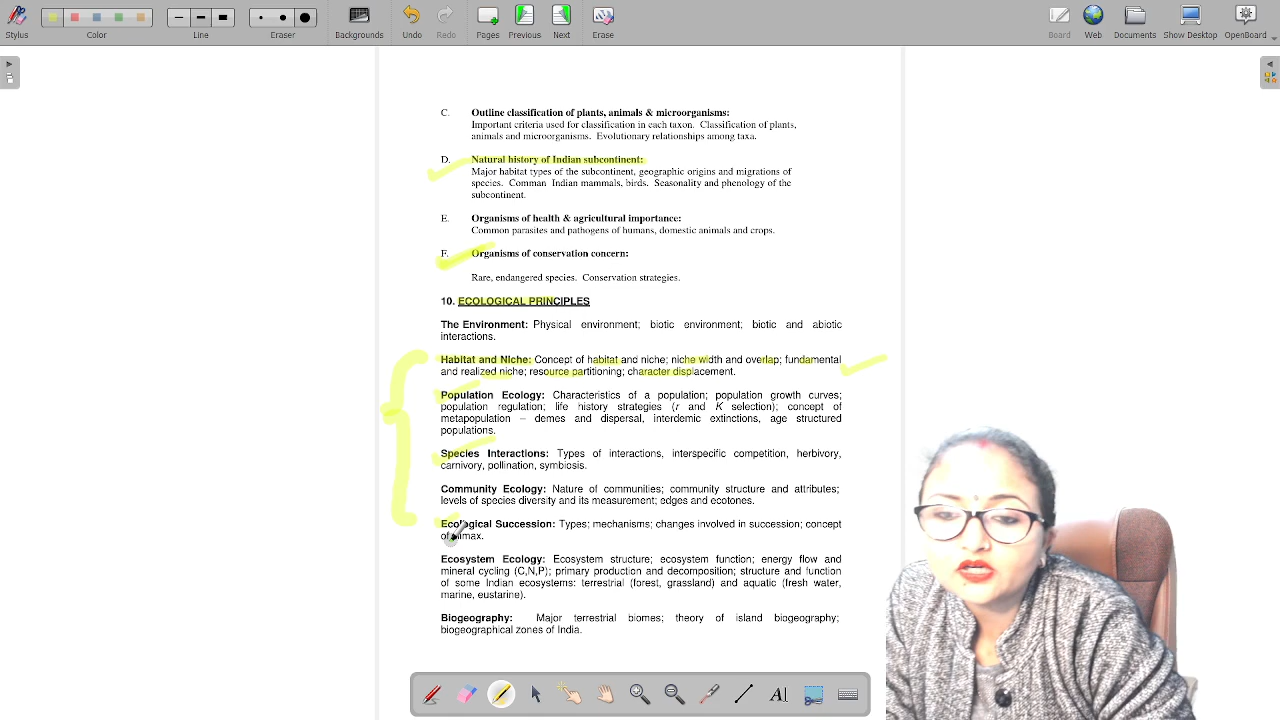 Stylus
Color
Line
Eraser
Backgrounds
Undo
Redo
Pages
Previous
Next
Erase
Board
Web
Documents
Show Desktop
OpenBoard
C. Outline classification of plants, animals & microorganisms:
Important criteria used for classification in each taxon. Classification of plants,
animals and microorganisms. Evolutionary relationships among taxa.
D. Natural history of Indian subcontinent:
Major habitat types of the subcontinent, geographic origins and migrations of
species. Comman Indian mammals, birds. Seasonality and phenology of the
subcontinent.
E. Organisms of health & agricultural importance:
Common parasites and pathogens of humans, domestic animals and crops.
F. Organisms of conservation concern:
Rare, endangered species. Conservation strategies.
10. ECOLOGICAL PRINCIPLES
The Environment: Physical environment; biotic environment; biotic and abiotic
interactions.
Habitat and Niche: Concept of habitat and niche; niche width and overlap; fundamental
and realized niche; resource partitioning; character displacement.
Population Ecology: Characteristics of a population; population growth curves;
population regulation; life history strategies (r and K selection); concept of
metapopulation – demes and dispersal, interdemic extinctions, age structured
populations.
Species Interactions: Types of interactions, interspecific competition, herbivory,
carnivory, pollination, symbiosis.
Community Ecology: Nature of communities; community structure and attributes;
levels of species diversity and its measurement; edges and ecotones.
Ecological Succession: Types; mechanisms; changes involved in succession; concept
of climax.
Ecosystem Ecology: Ecosystem structure; ecosystem function; energy flow and
mineral cycling (C,N,P); primary production and decomposition; structure and function
of some Indian ecosystems: terrestrial (forest, grassland) and aquatic (fresh water,
marine, eustarine).
Biogeography: Major terrestrial biomes; theory of island biogeography;
biogeographical zones of India.